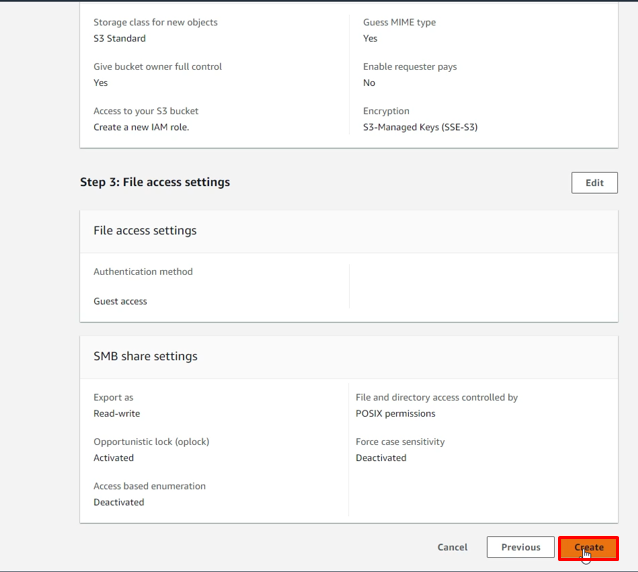 Storage class for new objects
S3 Standard
Guess MIME type
Yes
Give bucket owner full control
Yes
Enable requester pays
No
Access to your S3 bucket
Create a new IAM role.
Encryption
S3-Managed Keys (SSE-S3)
Step 3: File access settings
Edit
File access settings
Authentication method
Guest access
SMB share settings
Export as
Read-write
File and directory access controlled by
POSIX permissions
Opportunistic lock (oplock)
Activated
Force case sensitivity
Deactivated
Access based enumeration
Deactivated
Cancel
Previous
Create